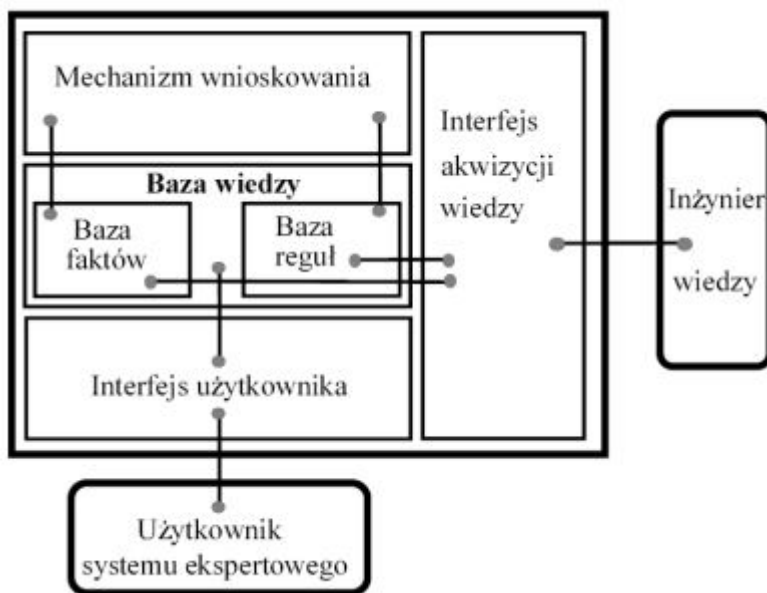 Mechanizm wnioskowania
Baza wiedzy
Baza
faktów
Baza
reguł
Interfejs użytkownika
Interfejs
akwizycji
wiedzy
Inżynier
wiedzy
Użytkownik
systemu ekspertowego